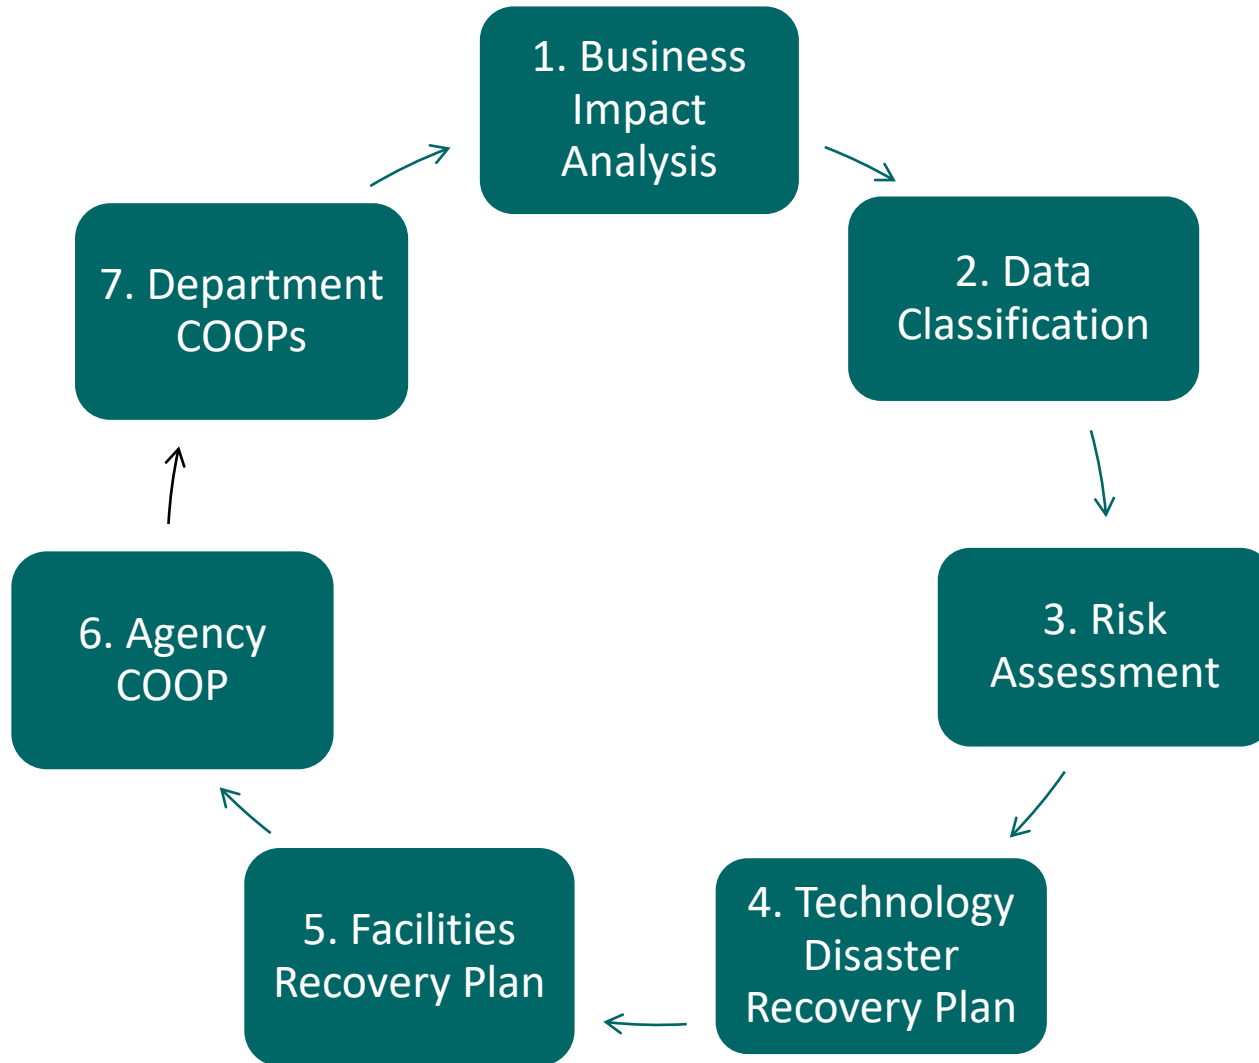 1. Business
Impact
Analysis
2. Data
Classification
3. Risk
Assessment
4. Technology
Disaster
Recovery Plan
5. Facilities
Recovery Plan
6. Agency
COOP
7. Department
COOPs